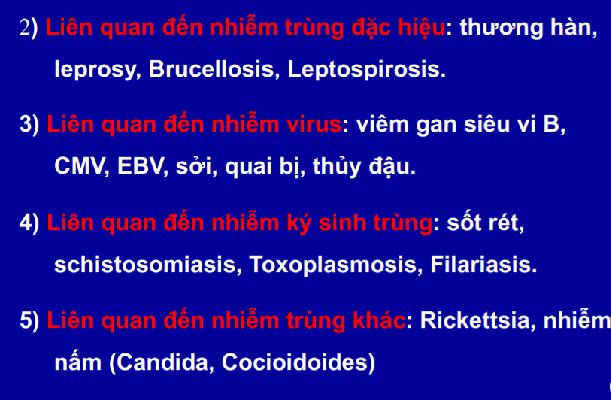 2) Liên quan đến nhiễm trùng đặc hiệu: thương hàn,
leprosy, Brucellosis, Leptospirosis.
3) Liên quan đến nhiễm virus: viêm gan siêu vi B,
CMV, EBV, sởi, quai bị, thủy đậu.
4) Liên quan đến nhiễm ký sinh trùng: sốt rét,
schistosomiasis, Toxoplasmosis, Filariasis.
5) Liên quan đến nhiễm trùng khác: Rickettsia, nhiễm
nấm (Candida, Cocioidoides)